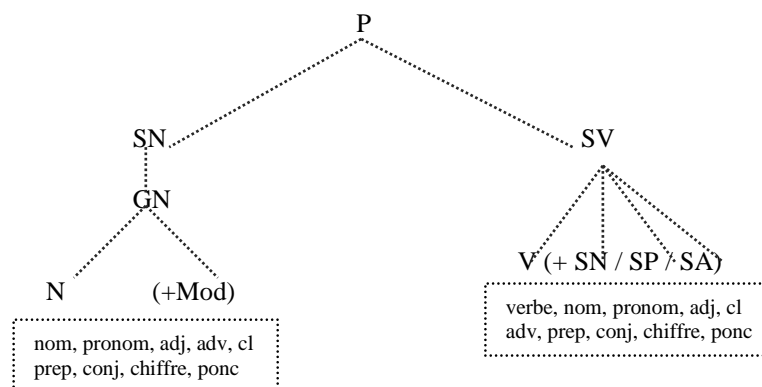 P
SN SV
GN
V (+ SN / SP / SA)
N (+Mod)
verbe, nom, pronom, adj, cl
adv, prep, conj, chiffre, ponc
nom, pronom, adj, adv, cl
prep, conj, chiffre, ponc